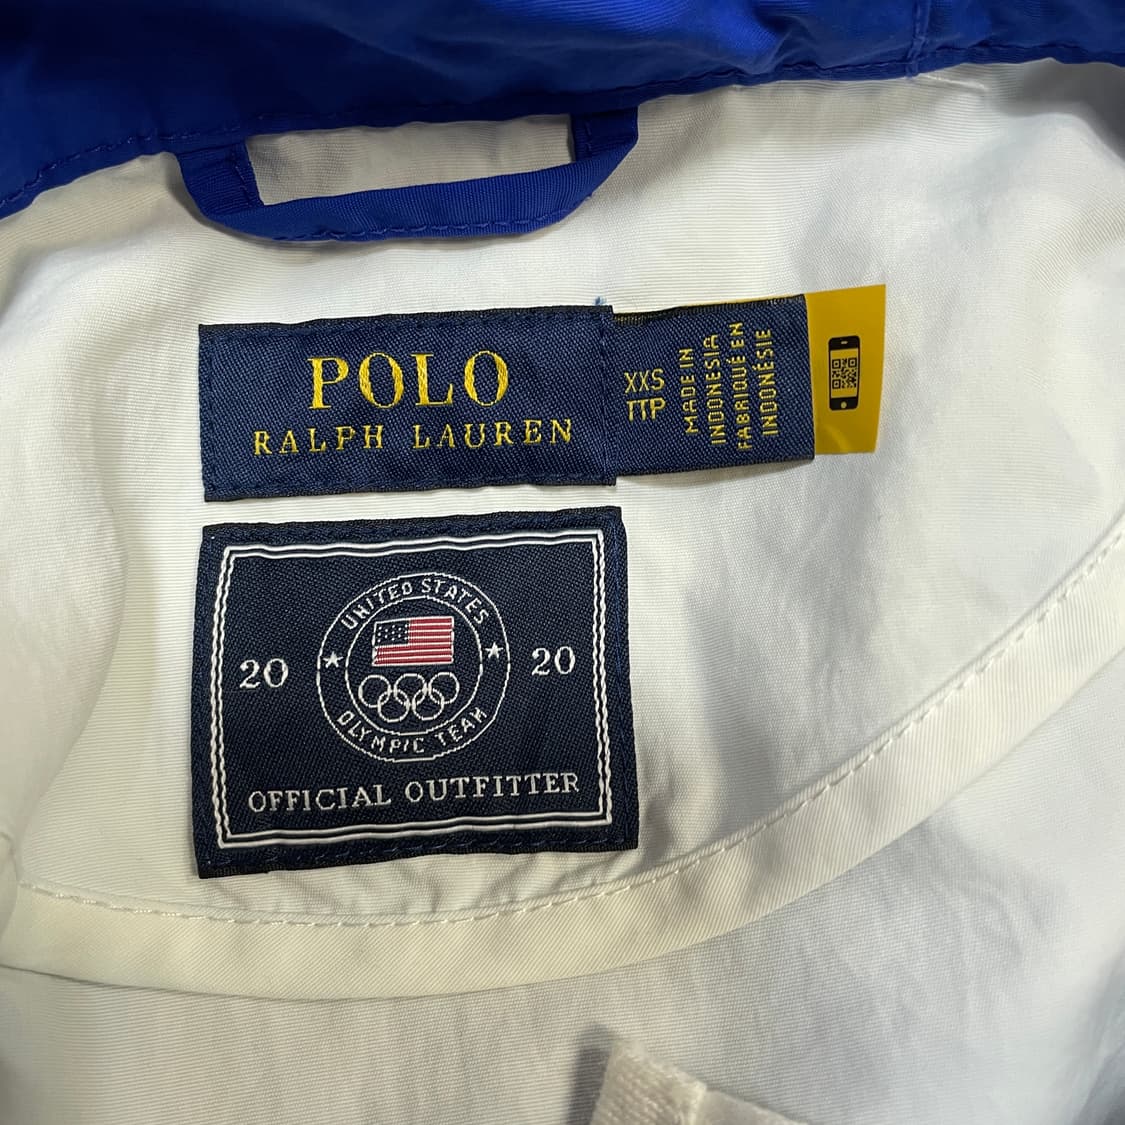 POLO
RALPH LAUREN
XXS
TTP
MADE IN
INDONESIA
FABRIQUÉ EN
INDONÉSIE
UNITED STATES
20 20
OLYMPIC TEAM
OFFICIAL OUTFITTER